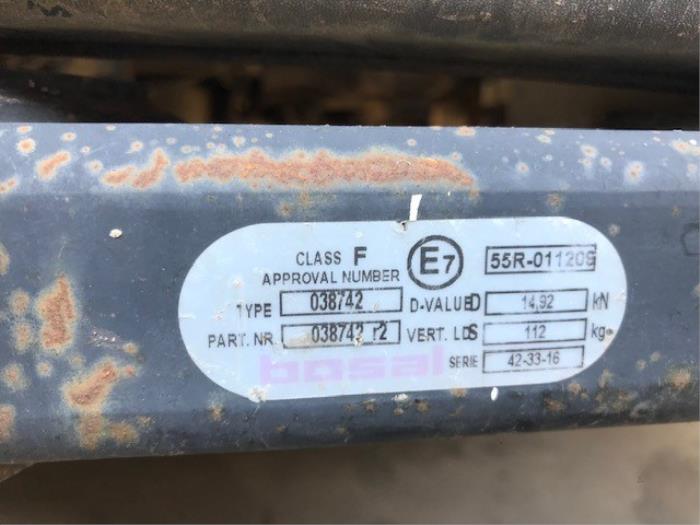 CLASS F E7 55R-011209
APPROVAL NUMBER
TYPE 038742 D-VALUED 14,92 kN
PART. NR 038742 r2 VERT. LDS 112 kg
bosal SERIE 42-33-16